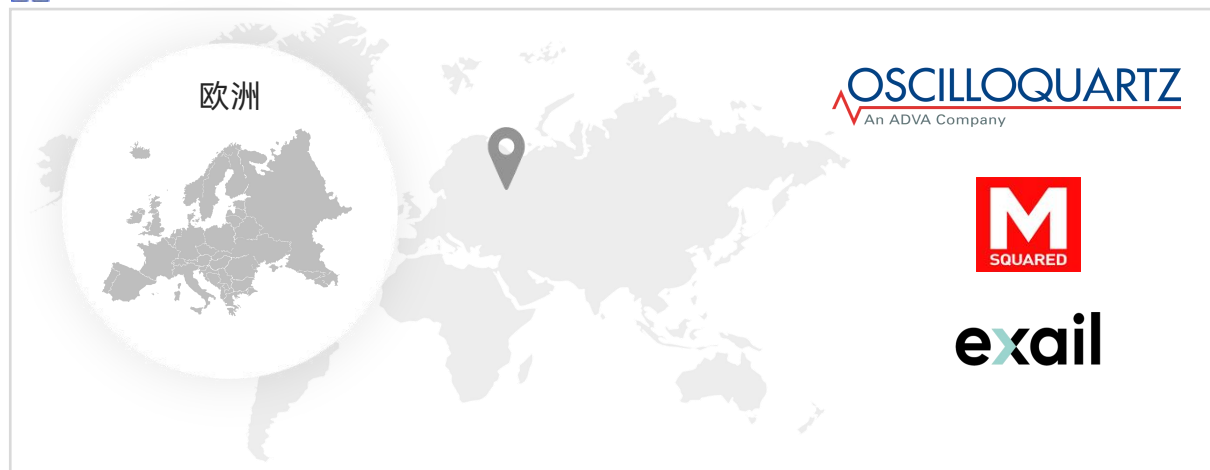 欧洲
OSCILLOQUARTZ
An ADVA Company
M
SQUARED
exail